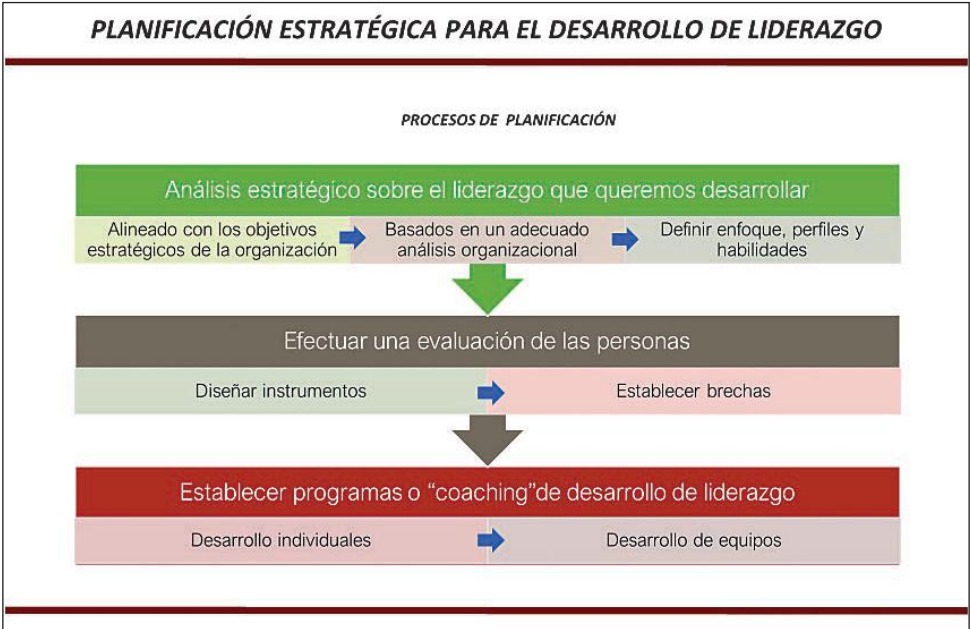 PLANIFICACIÓN ESTRATÉGICA PARA EL DESARROLLO DE LIDERAZGO
PROCESOS DE PLANIFICACIÓN
Análisis estratégico sobre el liderazgo que queremos desarrollar
Alineado con los objetivos
estratégicos de la organización
Basados en un adecuado
análisis organizacional
Definir enfoque, perfiles y
habilidades
Efectuar una evaluación de las personas
Diseñar instrumentos
Establecer brechas
Establecer programas o “coaching”de desarrollo de liderazgo
Desarrollo individuales
Desarrollo de equipos